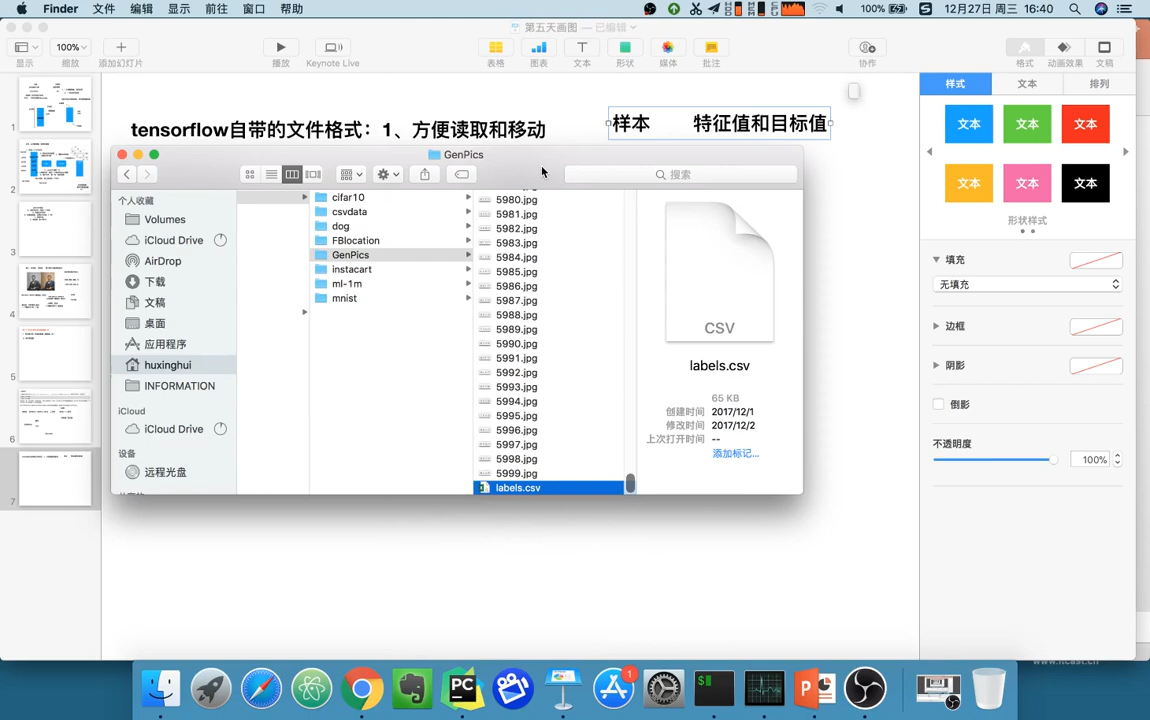 Finder 文件 编辑 显示 前往 窗口 帮助
100% 12月27日 周三 16:40
第五天画图 — 已编辑
100%
显示 缩放 添加幻灯片 播放 Keynote Live 表格 图表 文本 形状 媒体 批注 协作 格式 动画效果 文稿
样式 文本 排列
1
2
3
4
5
6
7
tensorflow自带的文件格式：1、方便读取和移动
样本 特征值和目标值
GenPics
搜索
个人收藏
Volumes
iCloud Drive
AirDrop
下载
文稿
桌面
应用程序
huxinghui
INFORMATION
iCloud
iCloud Drive
设备
远程光盘
cifar10
csvdata
dog
FBlocation
GenPics
instacart
ml-1m
mnist
5980.jpg
5981.jpg
5982.jpg
5983.jpg
5984.jpg
5985.jpg
5986.jpg
5987.jpg
5988.jpg
5989.jpg
5990.jpg
5991.jpg
5992.jpg
5993.jpg
5994.jpg
5995.jpg
5996.jpg
5997.jpg
5998.jpg
5999.jpg
labels.csv
CSV
labels.csv
65 KB
创建时间 2017/12/1
修改时间 2017/12/2
上次打开时间 --
添加标记...
文本 文本 文本
文本 文本 文本
形状样式
填充
无填充
边框
阴影
倒影
不透明度
100%
PC
1
$
P